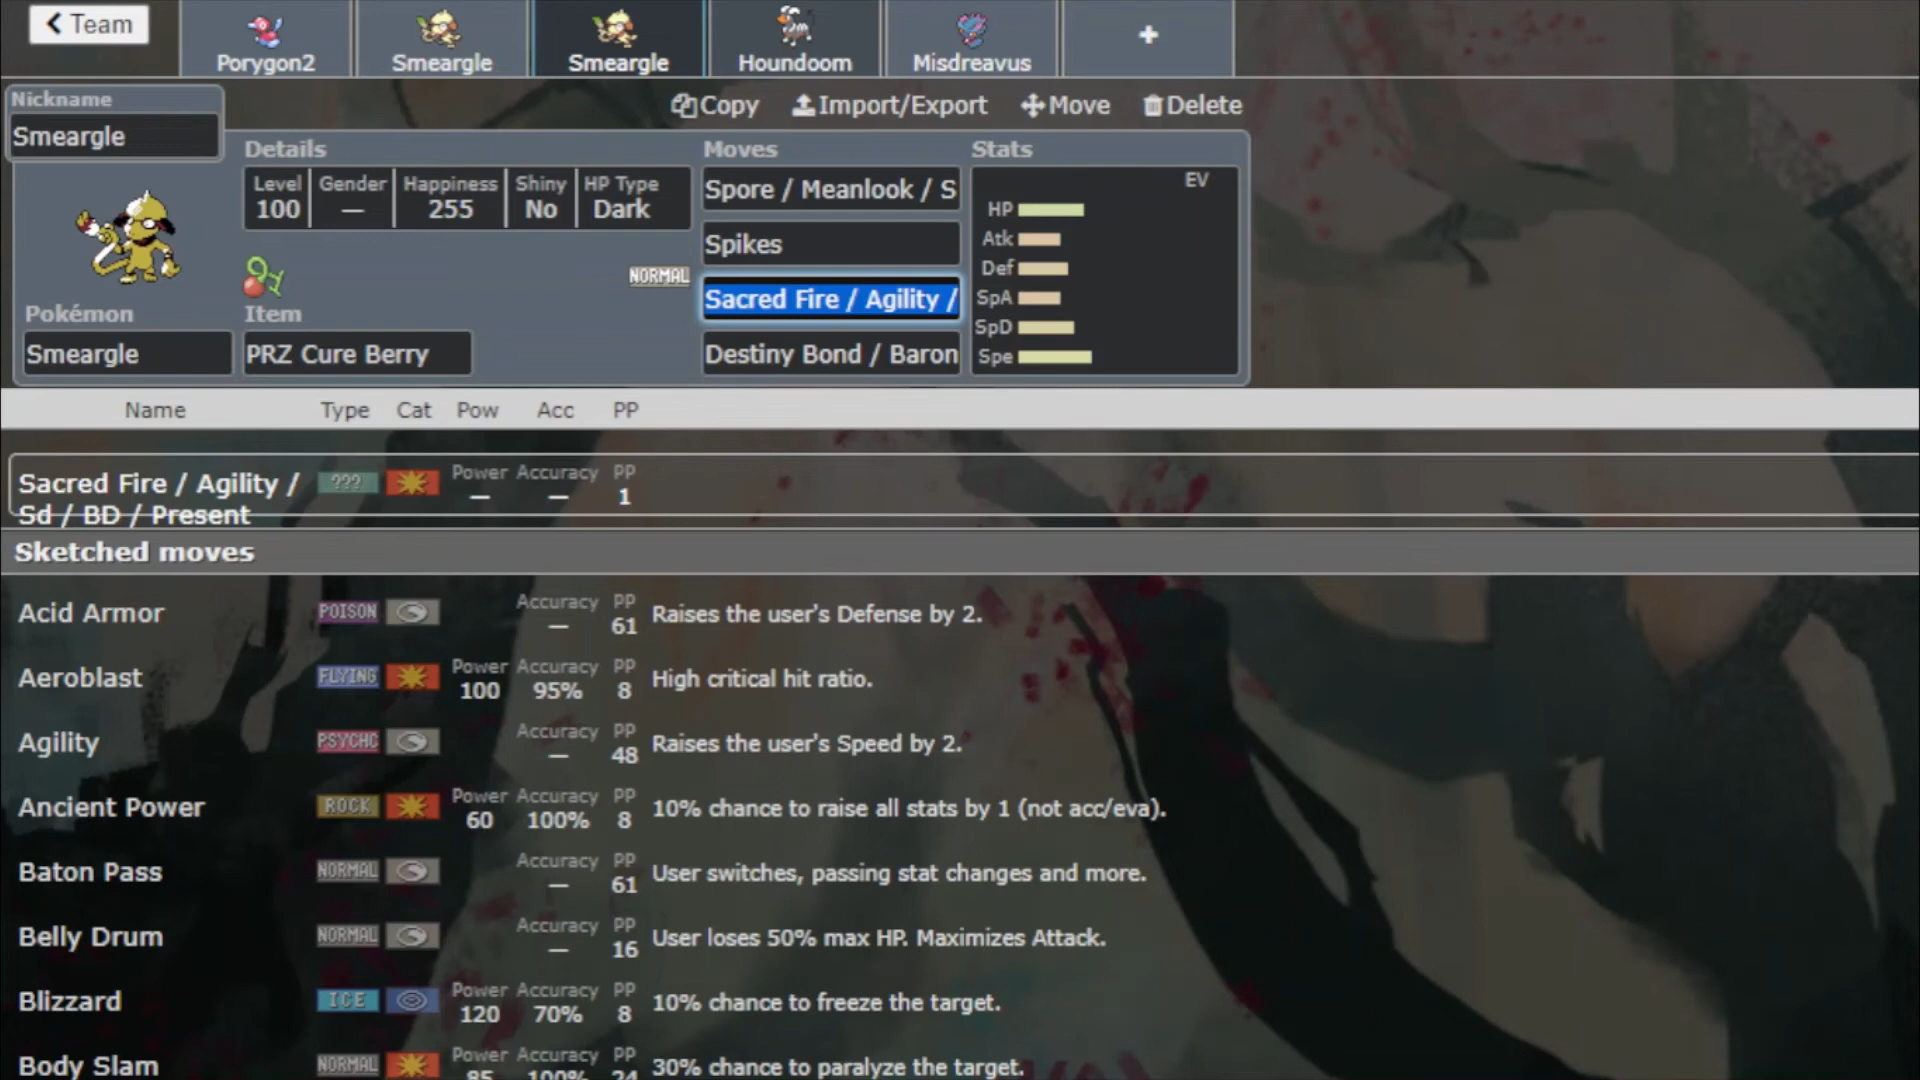 Team
Porygon2
Smeargle
Smeargle
Houndoom
Misdreavus
Nickname
Smeargle
Copy
Import/Export
Move
Delete
Details
Moves
Stats
Level
100
Gender
—
Happiness
255
Shiny
No
HP Type
Dark
Spore / Meanlook / S
Spikes
Sacred Fire / Agility /
Destiny Bond / Baron
NORMAL
EV
HP
Atk
Def
SpA
SpD
Spe
Pokémon
Smeargle
Item
PRZ Cure Berry
Name Type Cat Pow Acc PP
Sacred Fire / Agility /
Sd / BD / Present
???
Power —
Accuracy —
PP 1
Sketched moves
Acid Armor POISON Accuracy — PP 61 Raises the user's Defense by 2.
Aeroblast FLYING Power 100 Accuracy 95% PP 8 High critical hit ratio.
Agility PSYCHC Accuracy — PP 48 Raises the user's Speed by 2.
Ancient Power ROCK Power 60 Accuracy 100% PP 8 10% chance to raise all stats by 1 (not acc/eva).
Baton Pass NORMAL Accuracy — PP 61 User switches, passing stat changes and more.
Belly Drum NORMAL Accuracy — PP 16 User loses 50% max HP. Maximizes Attack.
Blizzard ICE Power 120 Accuracy 70% PP 8 10% chance to freeze the target.
Body Slam NORMAL Power 85 Accuracy 100% PP 24 30% chance to paralyze the target.